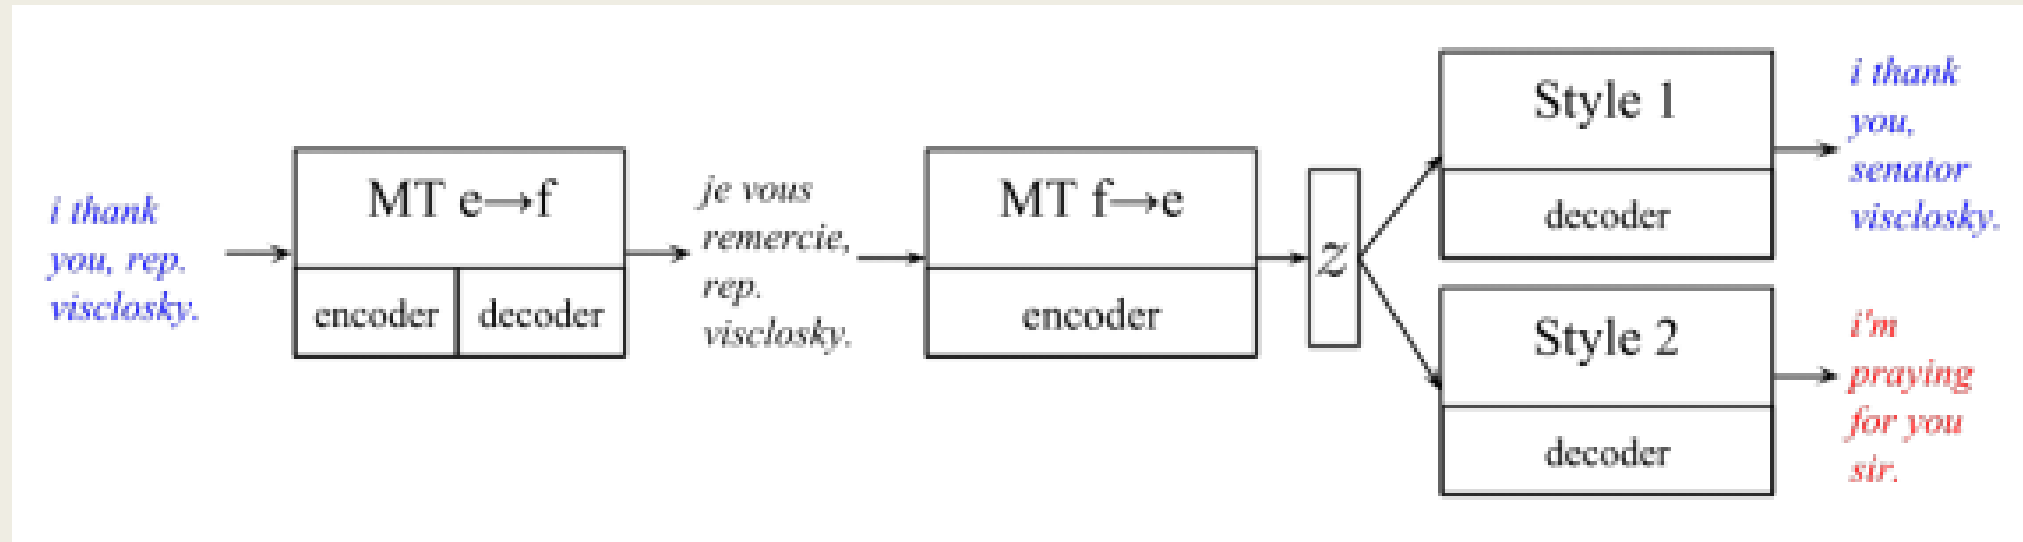 i thank
you, rep.
visclosky.
MT e→f
encoder
decoder
je vous
remercie,
rep.
visclosky.
MT f→e
encoder
z
Style 1
decoder
i thank
you,
senator
visclosky.
Style 2
decoder
i'm
praying
for you
sir.